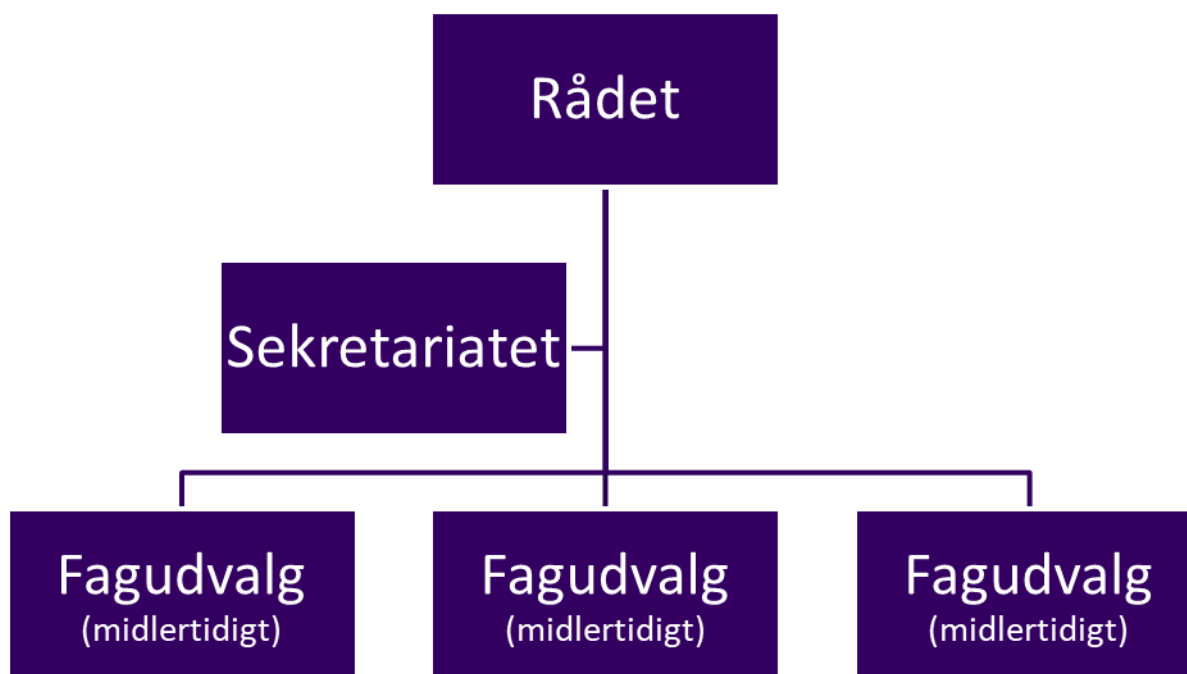 Rådet
Sekretariatet
Fagudvalg
(midlertidigt)
Fagudvalg
(midlertidigt)
Fagudvalg
(midlertidigt)